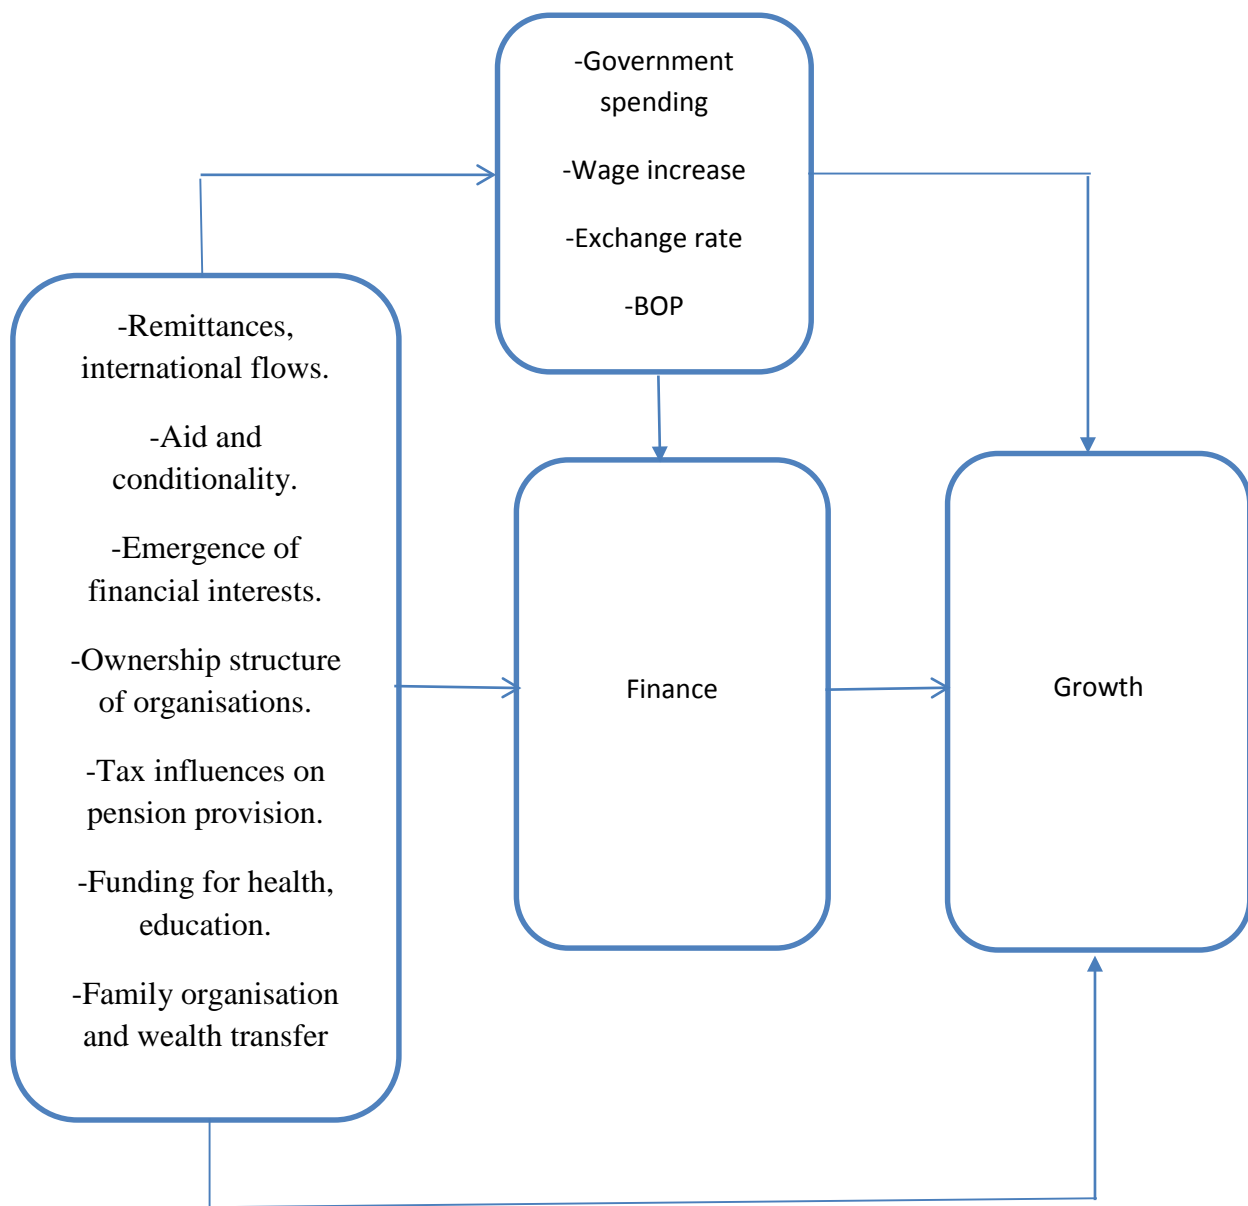 -Government
spending
-Wage increase
-Exchange rate
-BOP
-Remittances,
international flows.
-Aid and
conditionality.
-Emergence of
financial interests.
-Ownership structure
of organisations.
-Tax influences on
pension provision.
-Funding for health,
education.
-Family organisation
and wealth transfer
Finance
Growth